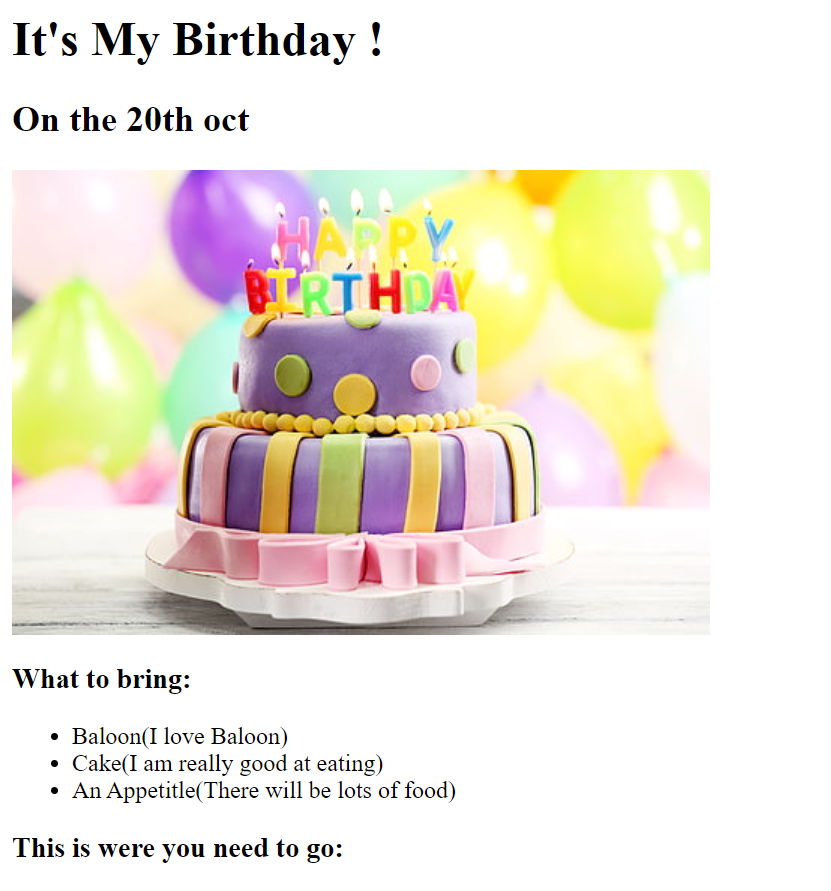 It's My Birthday !
On the 20th oct
HAPPY
BIRTHDAY
What to bring:
Baloon(I love Baloon)
Cake(I am really good at eating)
An Appetitle(There will be lots of food)
This is were you need to go: